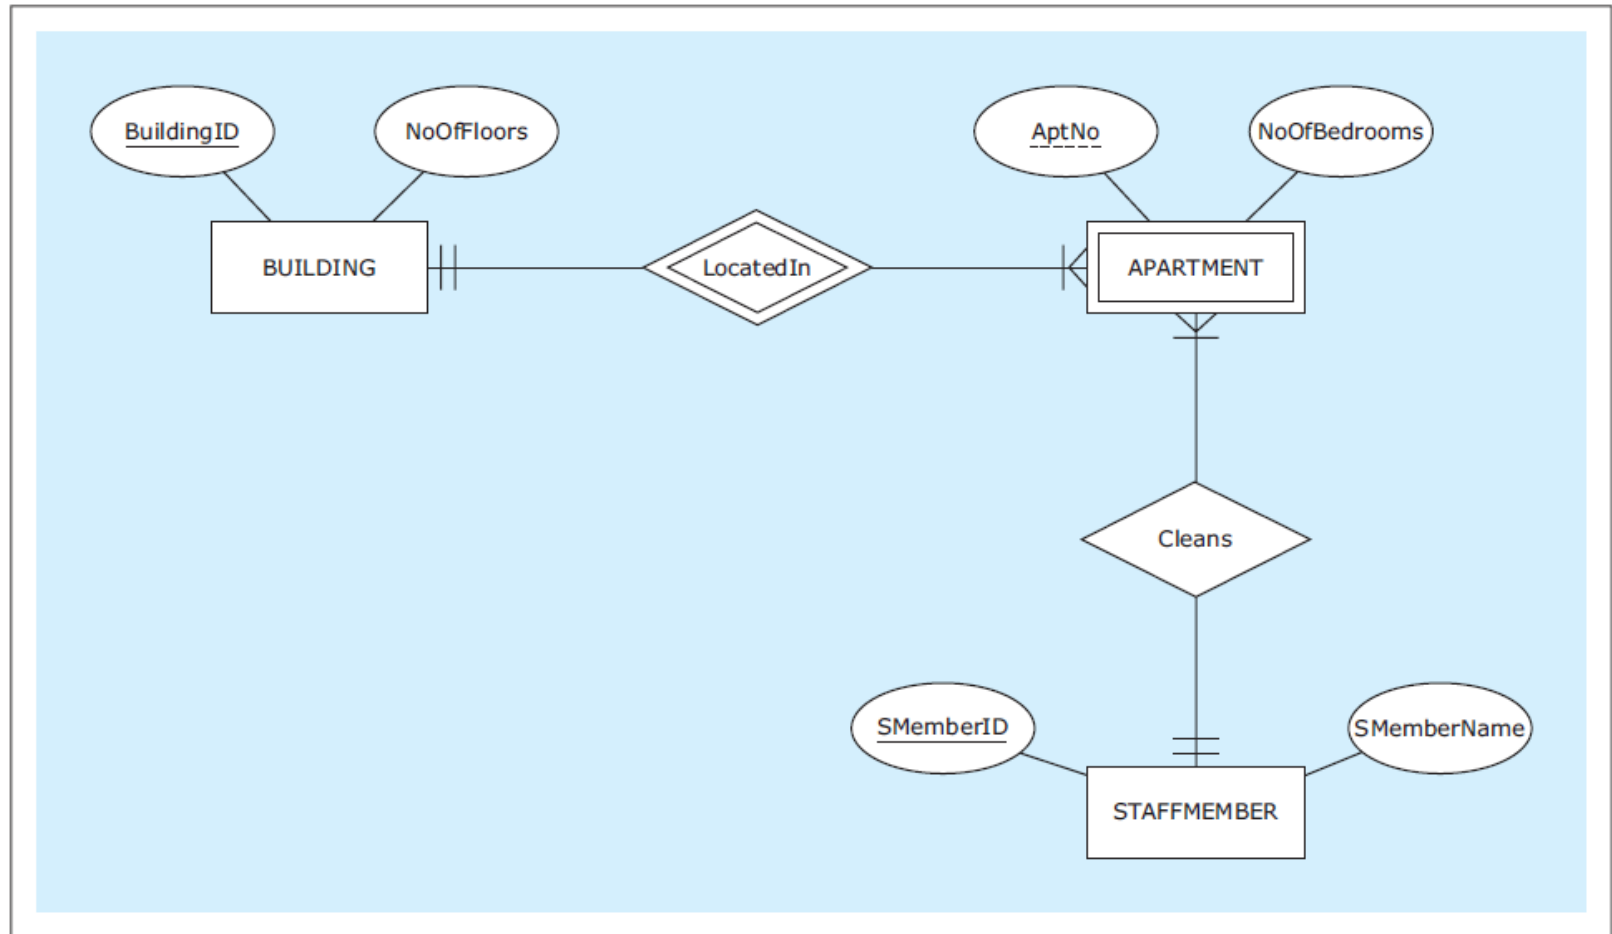 BuildingID
NoOfFloors
AptNo
NoOfBedrooms
BUILDING
LocatedIn
APARTMENT
Cleans
SMemberID
SMemberName
STAFFMEMBER